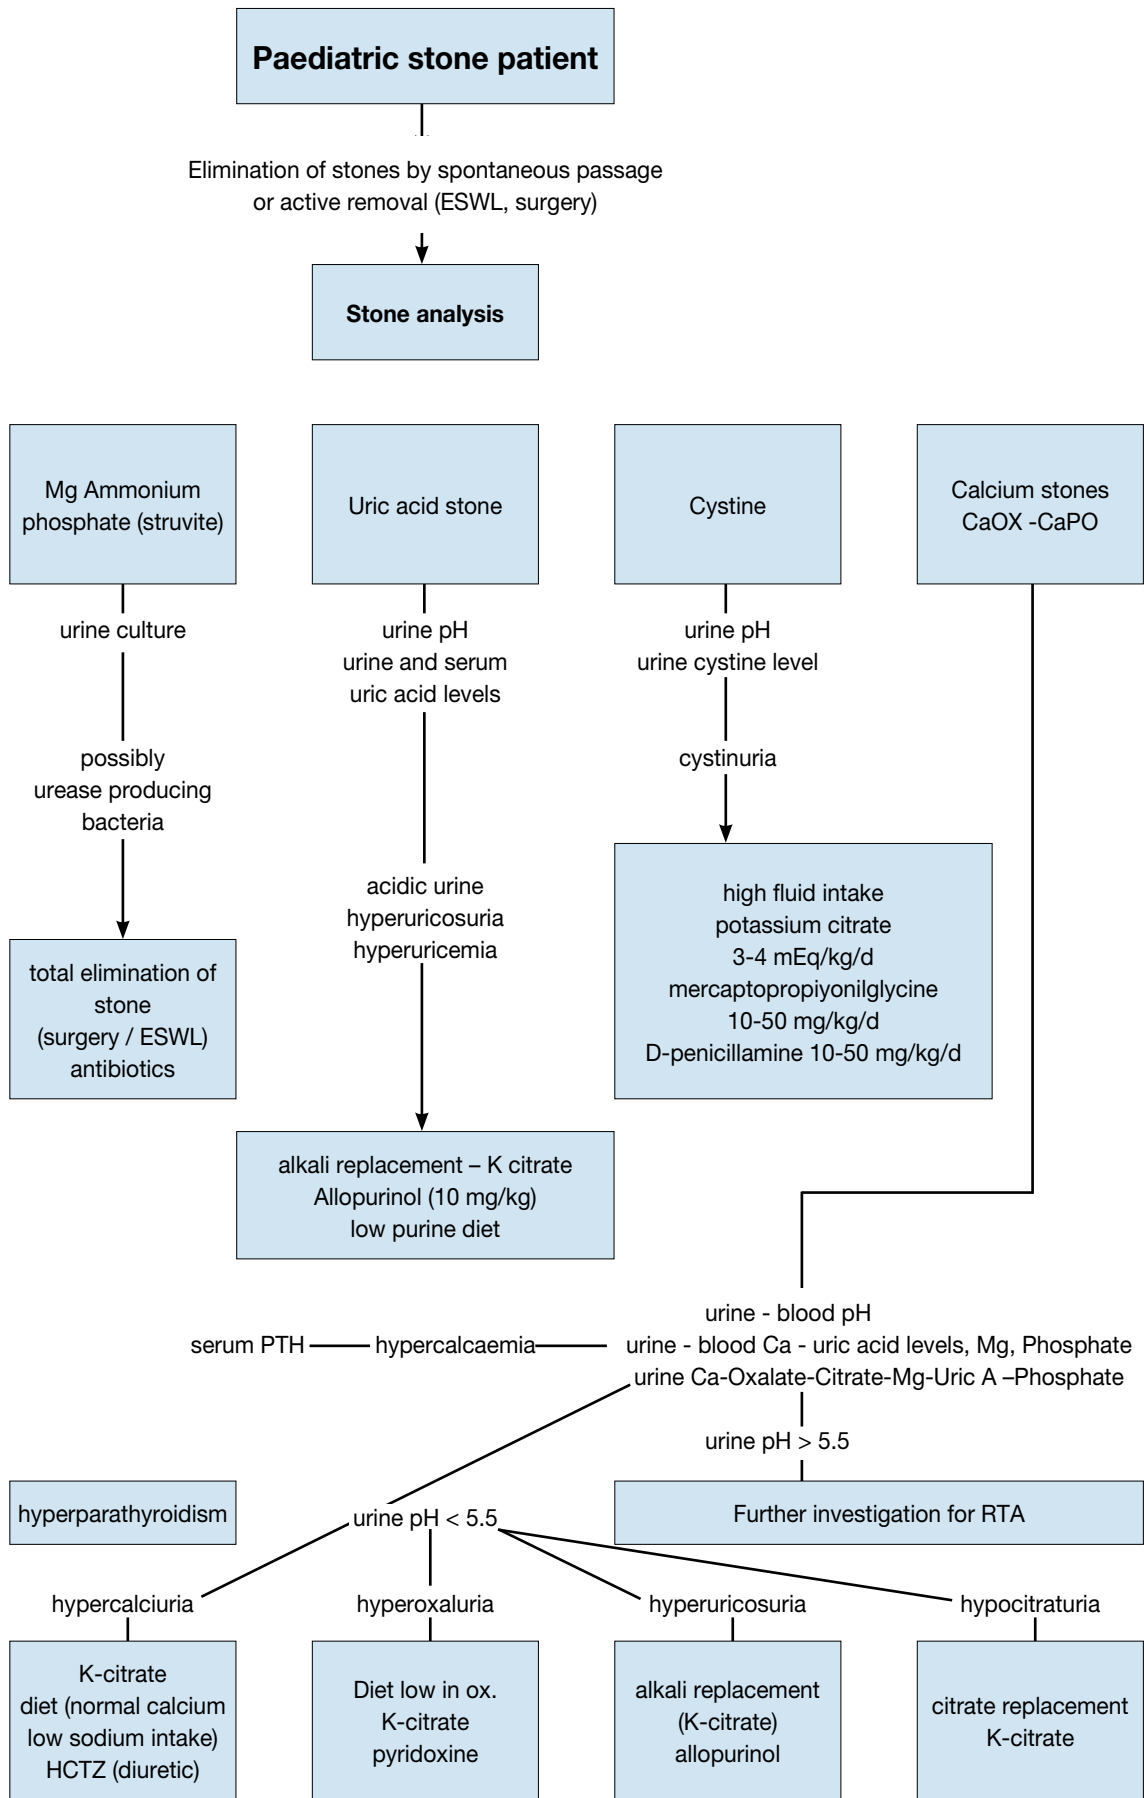 Paediatric stone patient
Elimination of stones by spontaneous passage
or active removal (ESWL, surgery)
Stone analysis
Mg Ammonium
phosphate (struvite)
Uric acid stone
Cystine
Calcium stones
CaOX -CaPO
urine culture
urine pH
urine and serum
uric acid levels
urine pH
urine cystine level
possibly
urease producing
bacteria
cystinuria
acidic urine
hyperuricosuria
hyperuricemia
high fluid intake
potassium citrate
3-4 mEq/kg/d
mercaptopropiyonilglycine
10-50 mg/kg/d
D-penicillamine 10-50 mg/kg/d
total elimination of
stone
(surgery / ESWL)
antibiotics
alkali replacement – K citrate
Allopurinol (10 mg/kg)
low purine diet
urine - blood pH
serum PTH hypercalcaemia urine - blood Ca - uric acid levels, Mg, Phosphate
urine Ca-Oxalate-Citrate-Mg-Uric A –Phosphate
urine pH > 5.5
hyperparathyroidism
urine pH < 5.5
Further investigation for RTA
hypercalciuria
hyperoxaluria
hyperuricosuria
hypocitraturia
K-citrate
diet (normal calcium
low sodium intake)
HCTZ (diuretic)
Diet low in ox.
K-citrate
pyridoxine
alkali replacement
(K-citrate)
allopurinol
citrate replacement
K-citrate